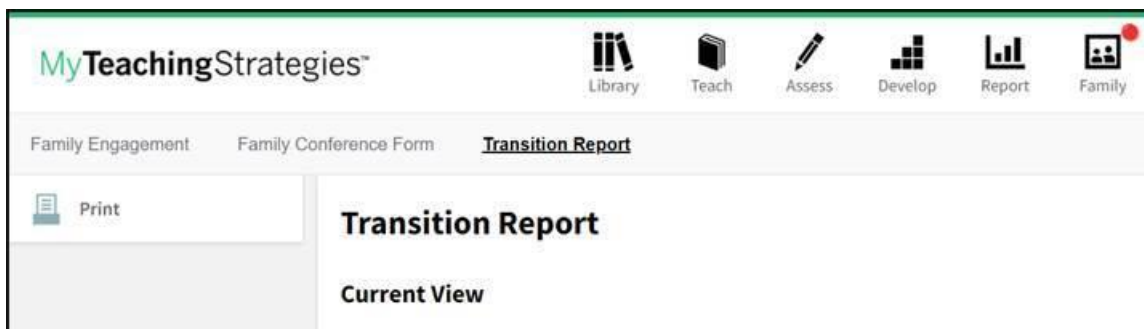 MyTeachingStrategies™
Library Teach Assess Develop Report Family
Family Engagement Family Conference Form Transition Report
Print
Transition Report
Current View